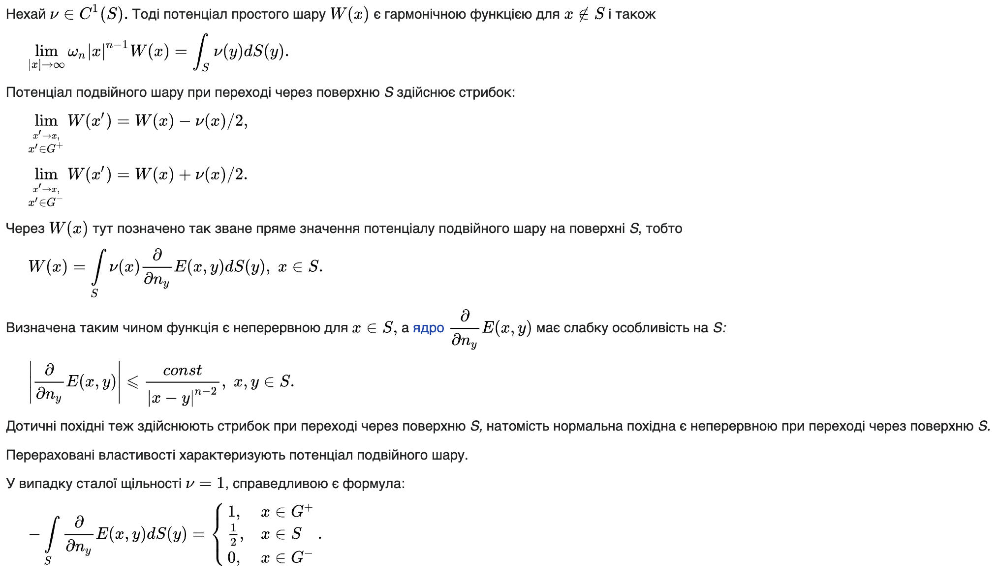 Нехай $\nu \in C^1(S).$ Тоді потенціал простого шару $W(x)$ є гармонічною функцією для $x \notin S$ і також
$\lim_{|x| \to \infty} \omega_n |x|^{n-1} W(x) = \int_S \nu(y) dS(y).$
Потенціал подвійного шару при переході через поверхню S здійснює стрибок:
$\lim_{\substack{x' \to x, \\ x' \in G^+}} W(x') = W(x) - \nu(x)/2,$
$\lim_{\substack{x' \to x, \\ x' \in G^-}} W(x') = W(x) + \nu(x)/2.$
Через $W(x)$ тут позначено так зване пряме значення потенціалу подвійного шару на поверхні S, тобто
$W(x) = \int\limits_S \nu(x) \frac{\partial}{\partial n_y} E(x, y) dS(y), \ x \in S.$
Визначена таким чином функція є неперервною для $x \in S$, а ядро $\frac{\partial}{\partial n_y} E(x, y)$ має слабку особливість на S:
$\left| \frac{\partial}{\partial n_y} E(x, y) \right| \leqslant \frac{const}{|x - y|^{n-2}}, \ x, y \in S.$
Дотичні похідні теж здійснюють стрибок при переході через поверхню S, натомість нормальна похідна є неперервною при переході через поверхню S.
Перераховані властивості характеризують потенціал подвійного шару.
У випадку сталої щільності $\nu = 1$, справедливою є формула:
$-\int\limits_S \frac{\partial}{\partial n_y} E(x, y) dS(y) = \begin{cases} 1, & x \in G^+ \\ \frac{1}{2}, & x \in S \\ 0, & x \in G^- \end{cases}.$